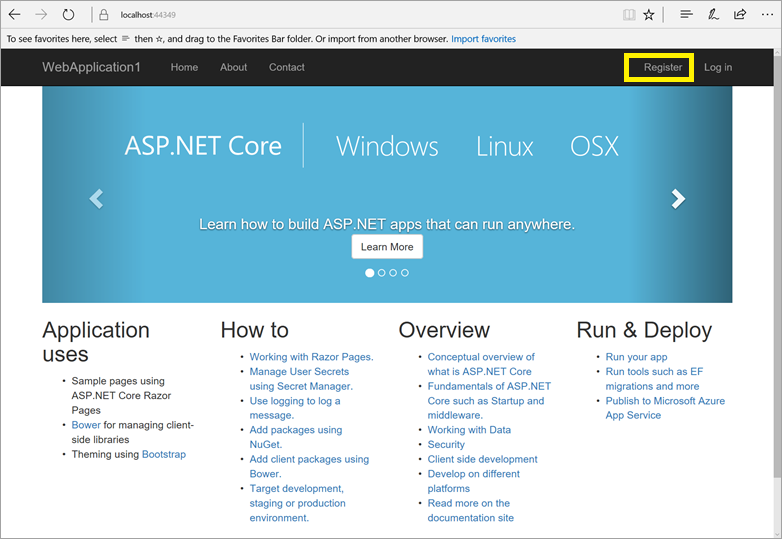 localhost:44349
To see favorites here, select then ☆, and drag to the Favorites Bar folder. Or import from another browser. Import favorites
WebApplication1 Home About Contact Register Log in
ASP.NET Core Windows Linux OSX
Learn how to build ASP.NET apps that can run anywhere.
Learn More
Application
uses
• Sample pages using
ASP.NET Core Razor
Pages
• Bower for managing client-
side libraries
• Theming using Bootstrap
How to
• Working with Razor Pages.
• Manage User Secrets
using Secret Manager.
• Use logging to log a
message.
• Add packages using
NuGet.
• Add client packages using
Bower.
• Target development,
staging or production
environment.
Overview
• Conceptual overview of
what is ASP.NET Core
• Fundamentals of ASP.NET
Core such as Startup and
middleware.
• Working with Data
• Security
• Client side development
• Develop on different
platforms
• Read more on the
documentation site
Run & Deploy
• Run your app
• Run tools such as EF
migrations and more
• Publish to Microsoft Azure
App Service